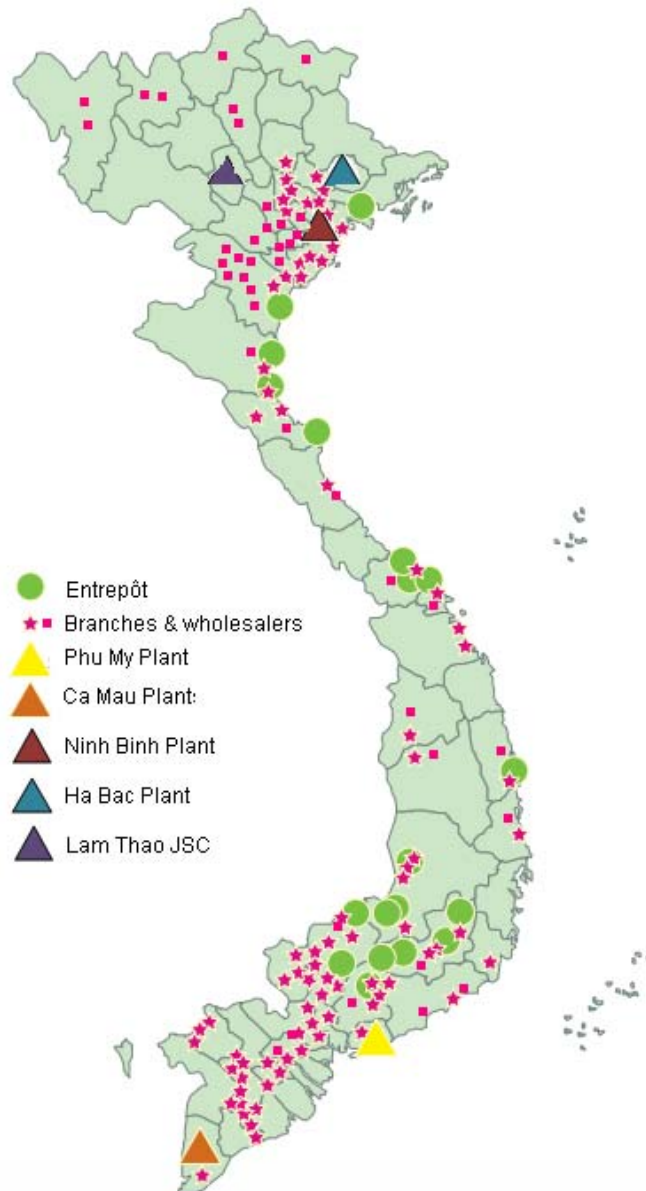 Entrepôt
Branches & wholesalers
Phu My Plant
Ca Mau Plant:
Ninh Binh Plant
Ha Bac Plant
Lam Thao JSC